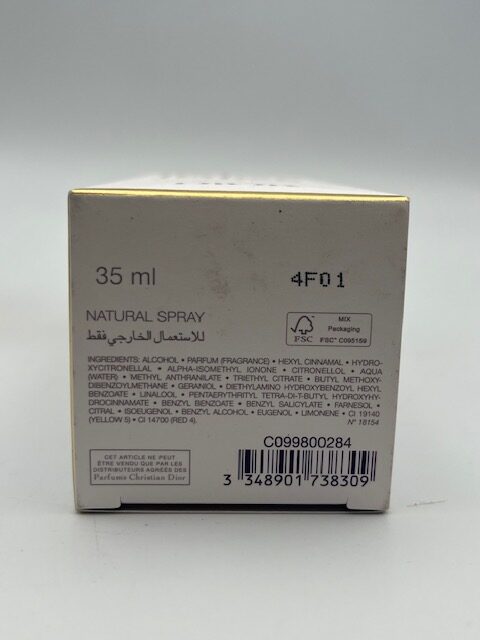 35 ml
4F01
NATURAL SPRAY
للاستعمال الخارجي فقط
FSC
MIX
Packaging
FSC® C095159
INGREDIENTS: ALCOHOL • PARFUM (FRAGRANCE) • HEXYL CINNAMAL • HYDRO-
XYCITRONELLAL • ALPHA-ISOMETHYL IONONE • CITRONELLOL • AQUA
(WATER) • METHYL ANTHRANILATE • TRIETHYL CITRATE • BUTYL METHOXY-
DIBENZOYLMETHANE • GERANIOL • DIETHYLAMINO HYDROXYBENZOYL HEXYL
BENZOATE • LINALOOL • PENTAERYTHRITYL TETRA-DI-T-BUTYL HYDROXYHY-
DROCINNAMATE • BENZYL BENZOATE • BENZYL SALICYLATE • FARNESOL •
CITRAL • ISOEUGENOL • BENZYL ALCOHOL • EUGENOL • LIMONENE • CI 19140
(YELLOW 5) • CI 14700 (RED 4).
N° 18154
CET ARTICLE NE PEUT
ÊTRE VENDU QUE PAR LES
DISTRIBUTEURS AGRÉÉS DES
Parfums Christian Dior
C099800284
3 348901 738309